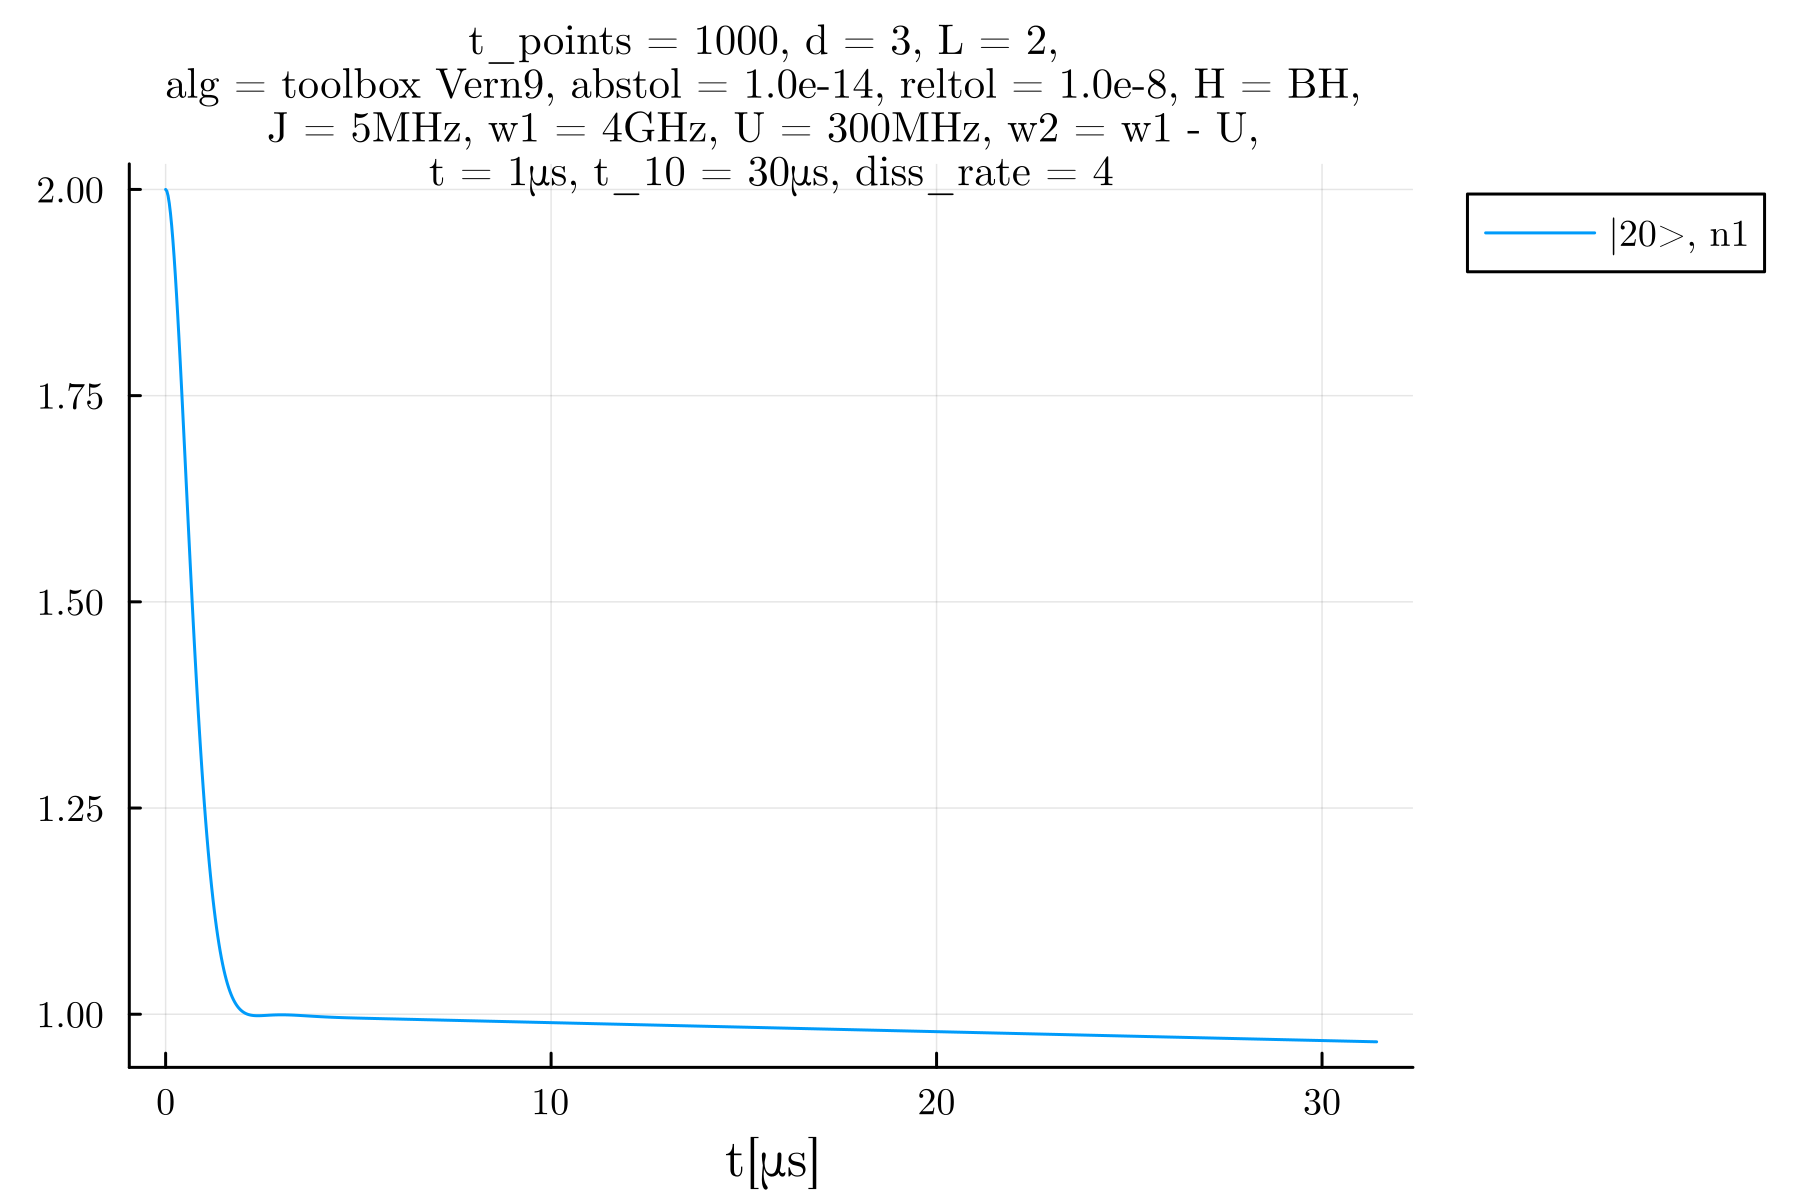 t_points = 1000, d = 3, L = 2,
alg = toolbox Vern9, abstol = 1.0e-14, reltol = 1.0e-8, H = BH,
J = 5MHz, w1 = 4GHz, U = 300MHz, w2 = w1 - U,
t = 1μs, t_10 = 30μs, diss_rate = 4
2.00
|20>, n1
1.75
1.50
1.25
1.00
0 10 20 30
t[μs]